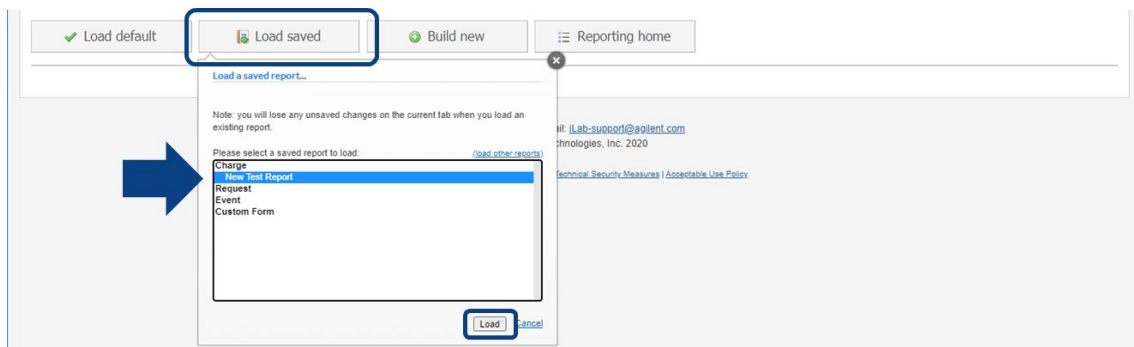 Load default
Load saved
Build new
Reporting home
Load a saved report...
Note: you will lose any unsaved changes on the current tab when you load an
existing report.
ail: iLab-support@agilent.com
chnologies, Inc. 2020
Please select a saved report to load:
(load other reports)
Charge
New Test Report
Technical Security Measures | Acceptable Use Policy
Request
Event
Custom Form
Load
Cancel